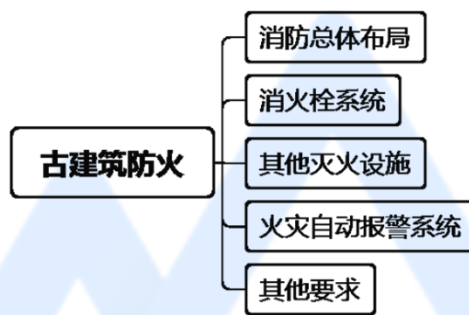 消防总体布局
消火栓系统
古建筑防火
其他灭火设施
火灾自动报警系统
其他要求